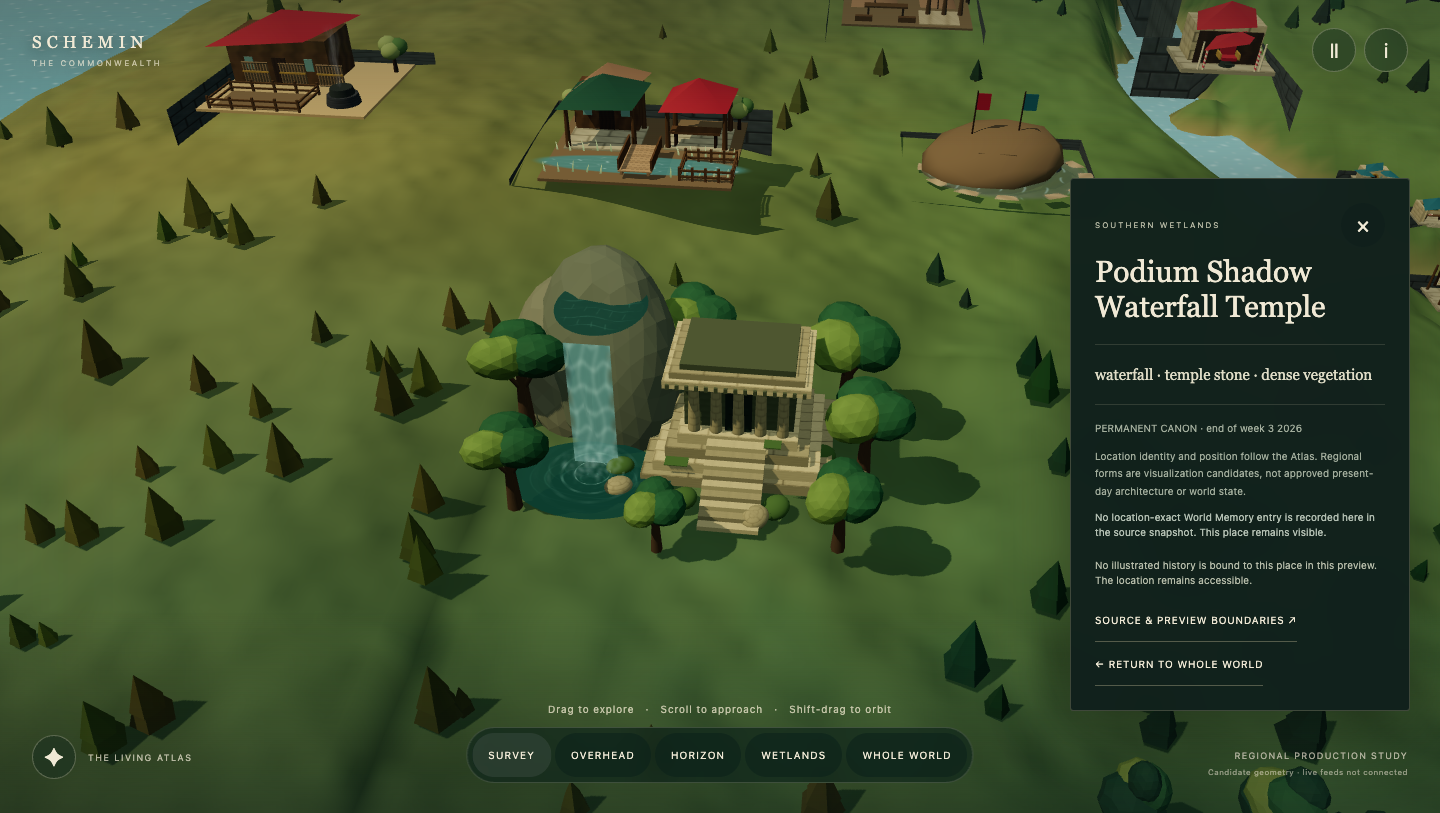 SCHEMIN
THE COMMONWEALTH
SOUTHERN WETLANDS
Podium Shadow
Waterfall Temple
waterfall · temple stone · dense vegetation
PERMANENT CANON · end of week 3 2026
Location identity and position follow the Atlas. Regional
forms are visualization candidates, not approved present-
day architecture or world state.
No location-exact World Memory entry is recorded here in
the source snapshot. This place remains visible.
No illustrated history is bound to this place in this preview.
The location remains accessible.
SOURCE & PREVIEW BOUNDARIES ↗
← RETURN TO WHOLE WORLD
Drag to explore · Scroll to approach · Shift-drag to orbit
THE LIVING ATLAS
SURVEY OVERHEAD HORIZON WETLANDS WHOLE WORLD
REGIONAL PRODUCTION STUDY
Candidate geometry · live feeds not connected